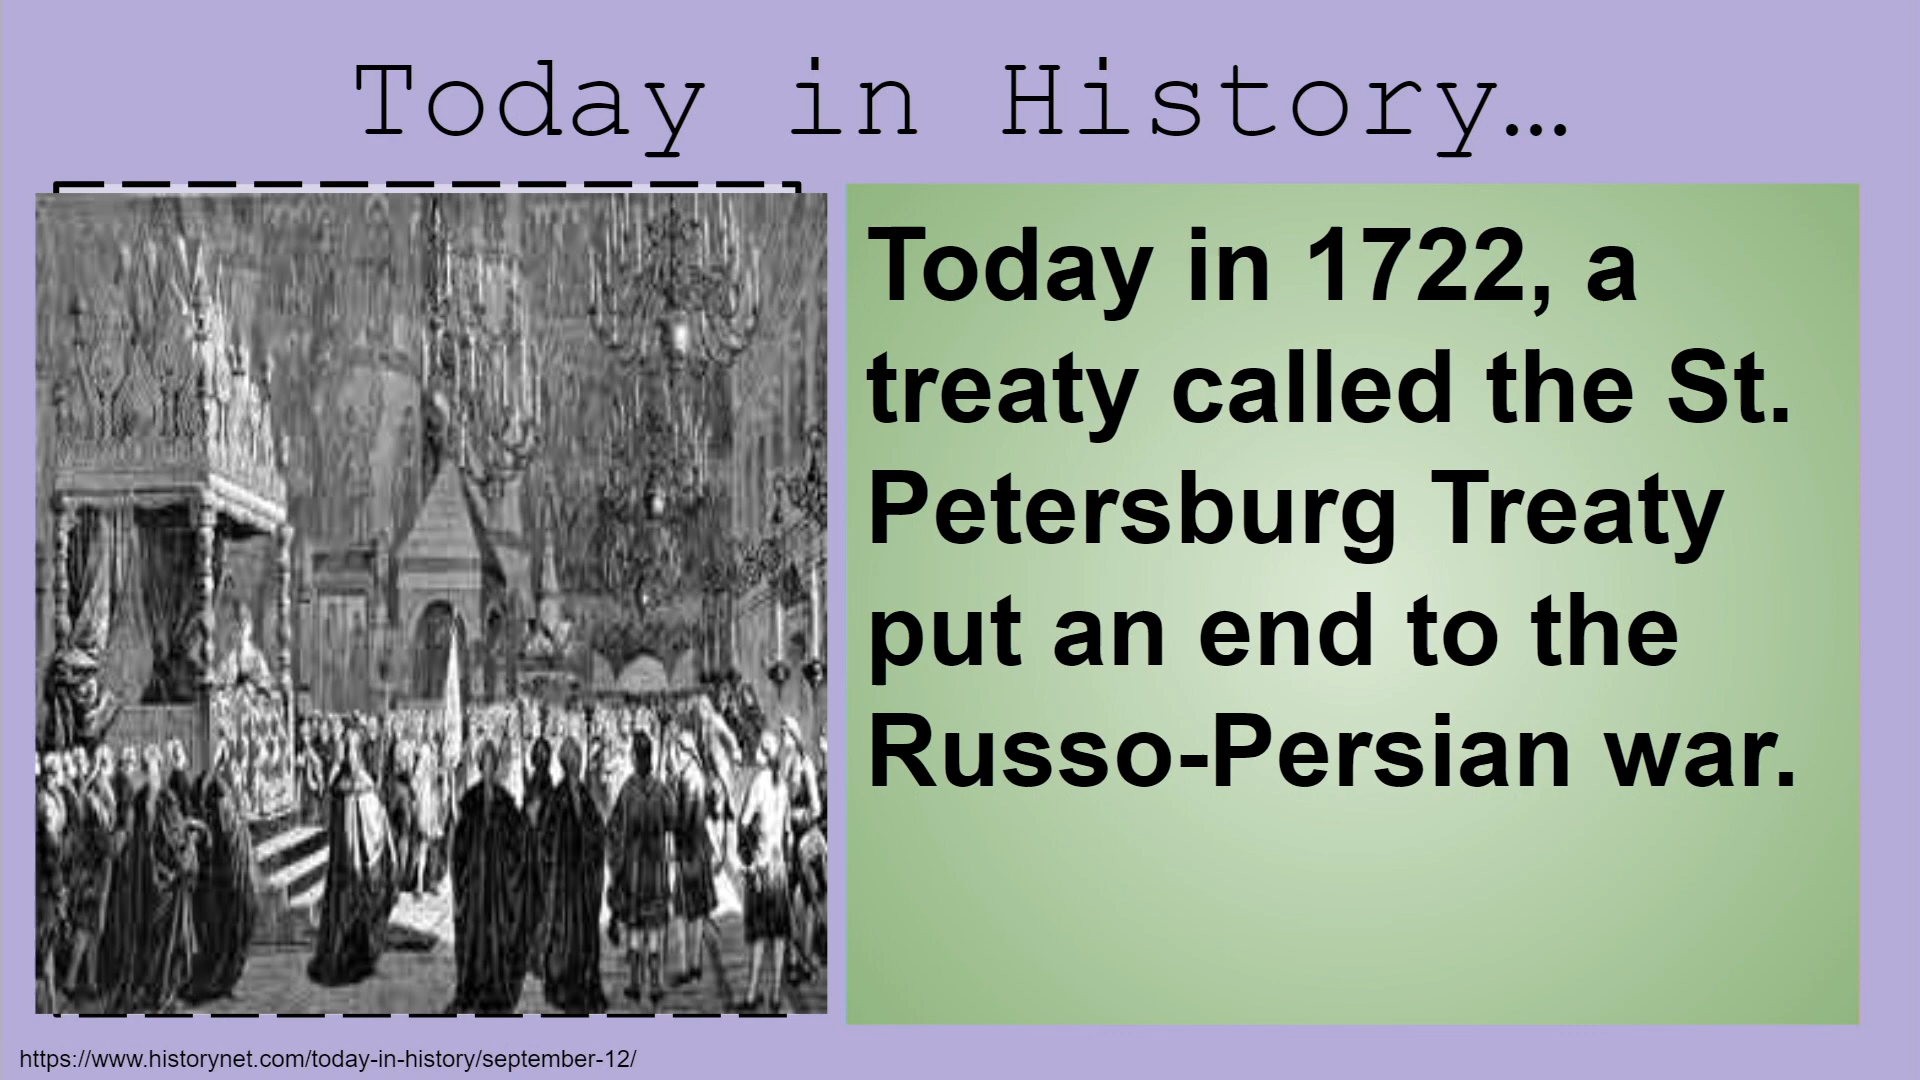 Today in History…
Today in 1722, a
treaty called the St.
Petersburg Treaty
put an end to the
Russo-Persian war.
https://www.historynet.com/today-in-history/september-12/